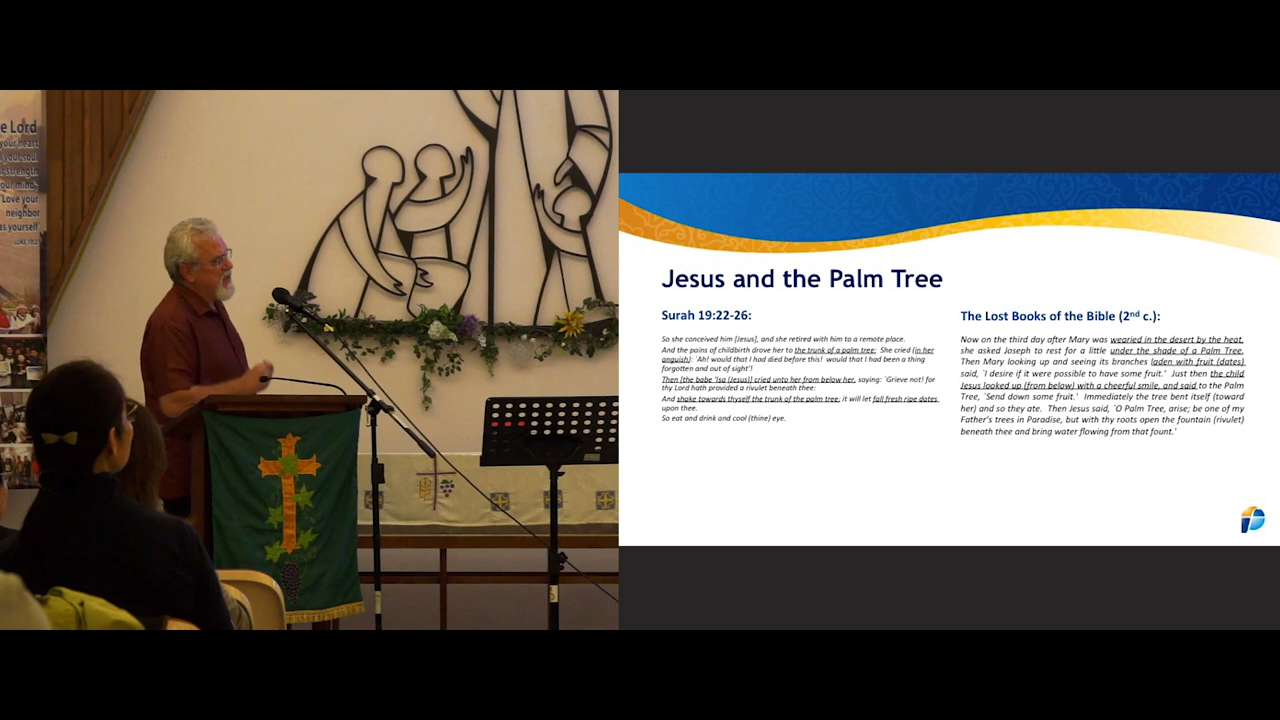 e Lord
your heart
your soul
strength
our mind;
Love your
neighbor
as yourself
Jesus and the Palm Tree
Surah 19:22-26:
So she conceived him [Jesus], and she retired with him to a remote place.
And the pains of childbirth drove her to the trunk of a palm tree: She cried (in her
anguish): `Ah! would that I had died before this! would that I had been a thing
forgotten and out of sight'!
Then [the babe 'Isa (Jesus)] cried unto her from below her, saying: `Grieve not! for
thy Lord hath provided a rivulet beneath thee:
And shake towards thyself the trunk of the palm tree: it will let fall fresh ripe dates
upon thee.
So eat and drink and cool (thine) eye.
The Lost Books of the Bible (2nd c.):
Now on the third day after Mary was wearied in the desert by the heat,
she asked Joseph to rest for a little under the shade of a Palm Tree.
Then Mary looking up and seeing its branches laden with fruit (dates)
said, `I desire if it were possible to have some fruit.' Just then the child
Jesus looked up (from below) with a cheerful smile, and said to the Palm
Tree, `Send down some fruit.' Immediately the tree bent itself (toward
her) and so they ate. Then Jesus said, `O Palm Tree, arise; be one of my
Father's trees in Paradise, but with thy roots open the fountain (rivulet)
beneath thee and bring water flowing from that fount.'